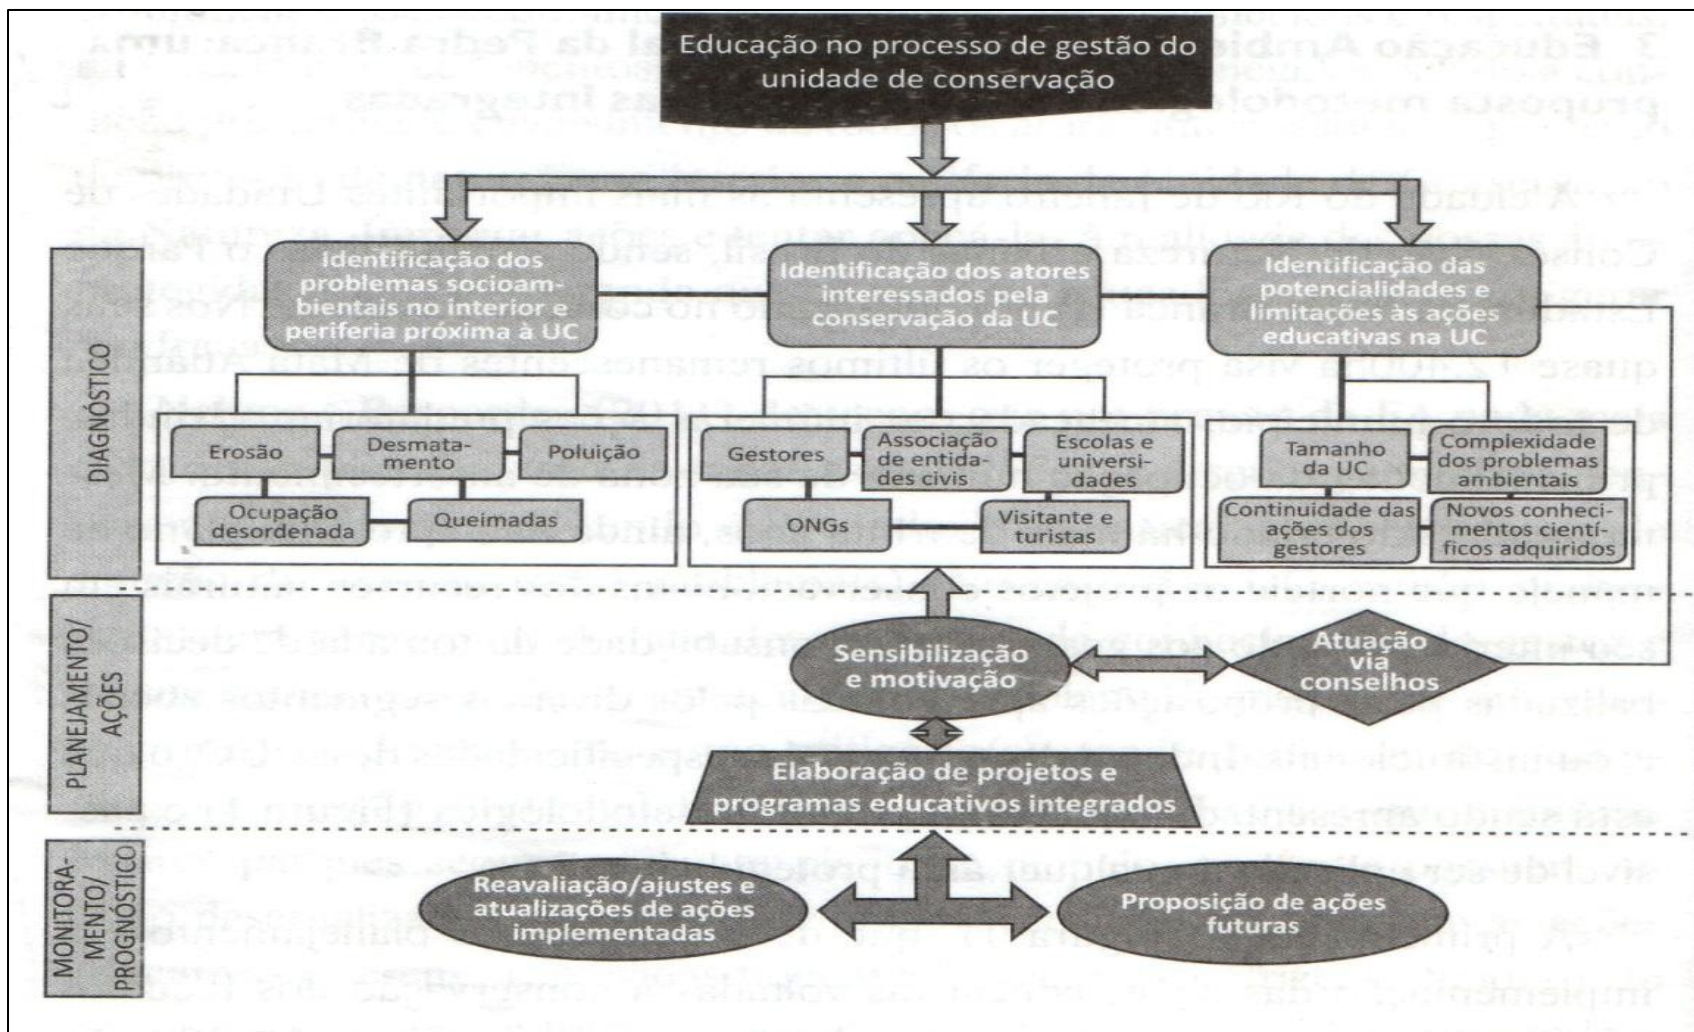 Educação no processo de gestão do
unidade de conservação
DIAGNÓSTICO
Identificação dos
problemas socioam-
bientais no interior e
periferia próxima à UC
Identificação dos atores
interessados pela
conservação da UC
Identificação das
potencialidades e
limitações às ações
educativas na UC
Erosão
Desmata-
mento
Poluição
Ocupação
desordenada
Queimadas
Gestores
Associação
de entida-
des civis
Escolas e
universi-
dades
ONGs
Visitante e
turistas
Tamanho
da UC
Complexidade
dos problemas
ambientais
Continuidade das
ações dos
gestores
Novos conheci-
mentos cientí-
ficos adquiridos
PLANEJAMENTO/
AÇÕES
Sensibilização
e motivação
Atuação
via
conselhos
Elaboração de projetos e
programas educativos integrados
MONITORA-
MENTO/
PROGNÓSTICO
Reavaliação/ajustes e
atualizações de ações
implementadas
Proposição de ações
futuras